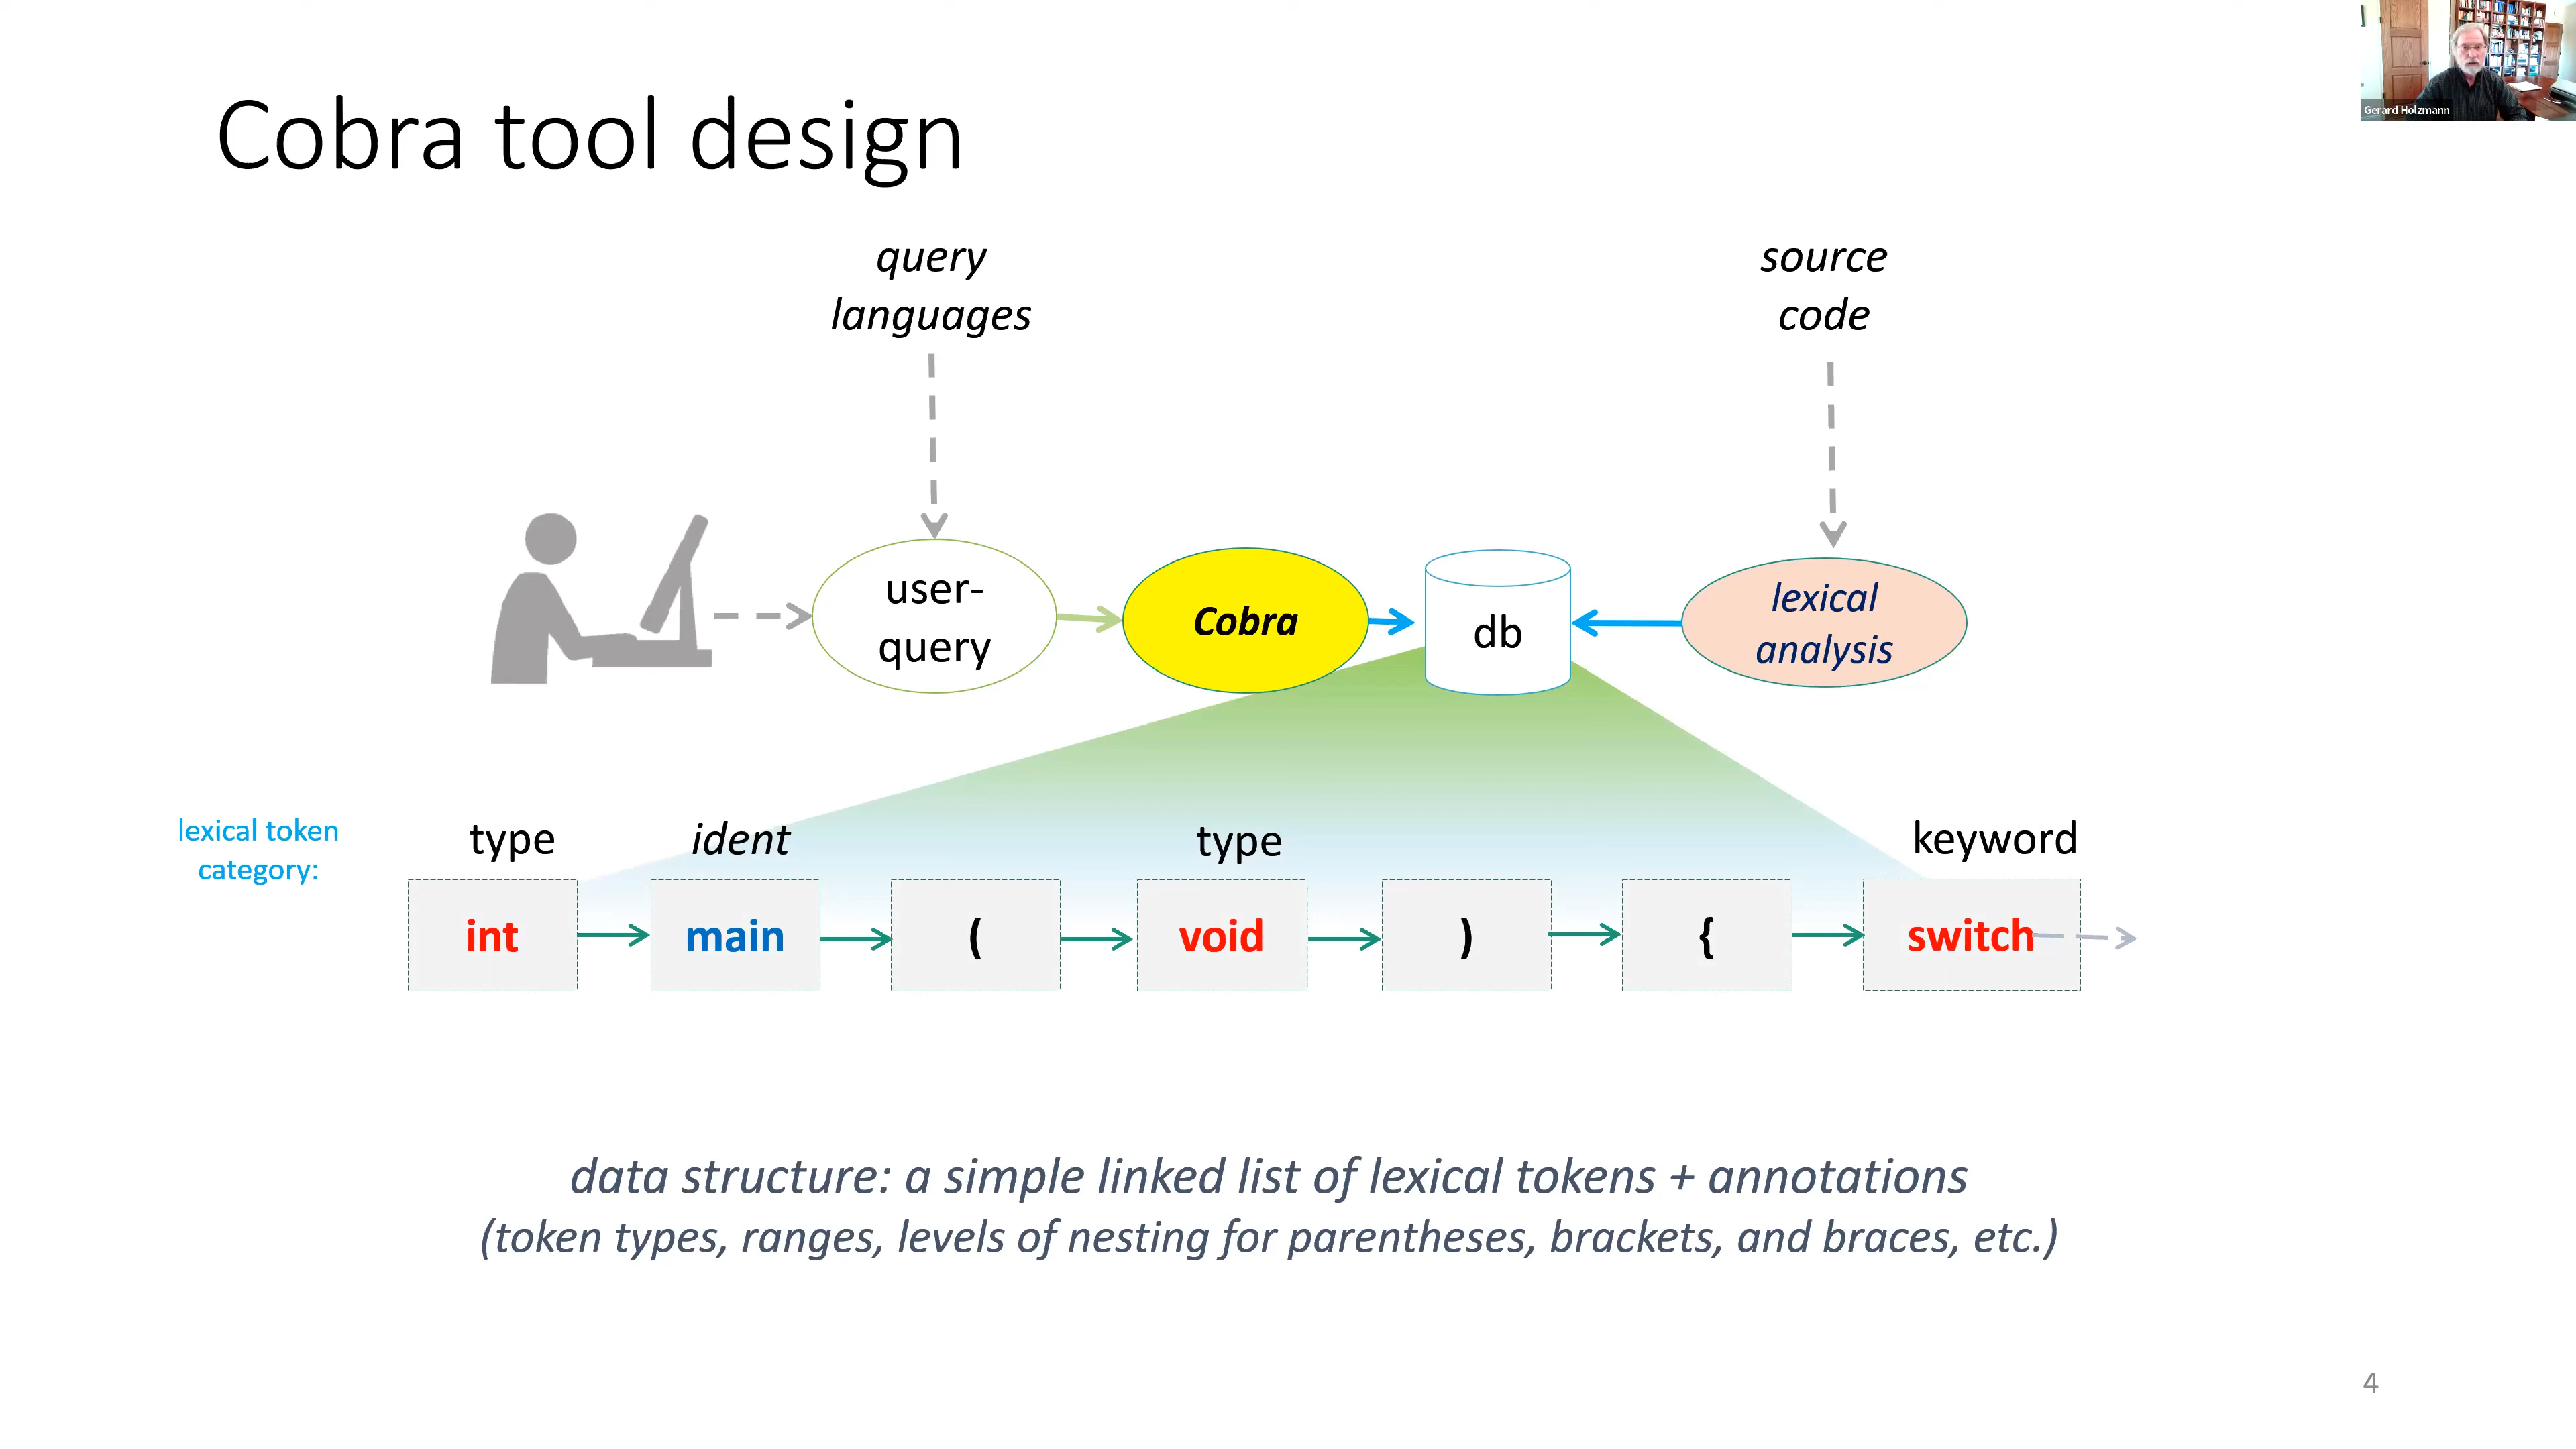 Gerard Holzmann
Cobra tool design
query
languages
source
code
user-
query
Cobra
db
lexical
analysis
lexical token
category:
type
ident
type
keyword
int
main
(
void
)
{
switch
data structure: a simple linked list of lexical tokens + annotations
(token types, ranges, levels of nesting for parentheses, brackets, and braces, etc.)
4